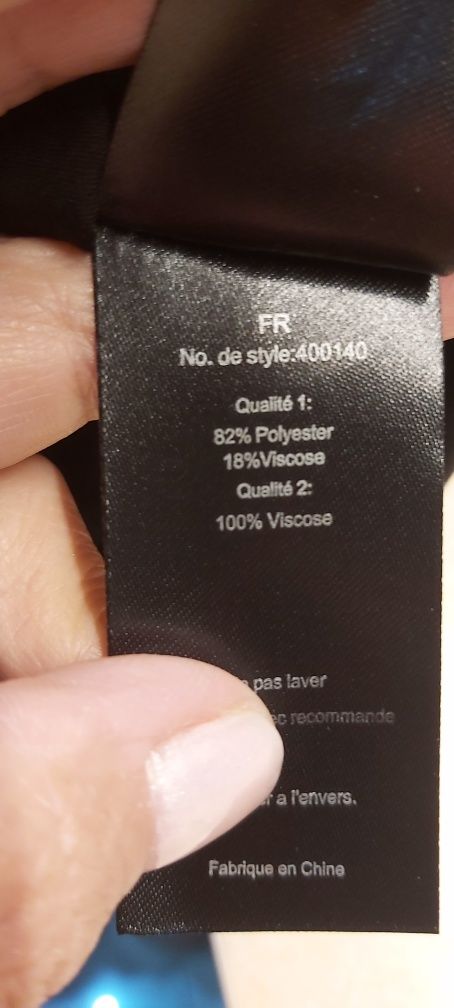 FR
No. de style:400140
Qualité 1:
82% Polyester
18%Viscose
Qualité 2:
100% Viscose
pas laver
recommande
a l'envers.
Fabrique en Chine